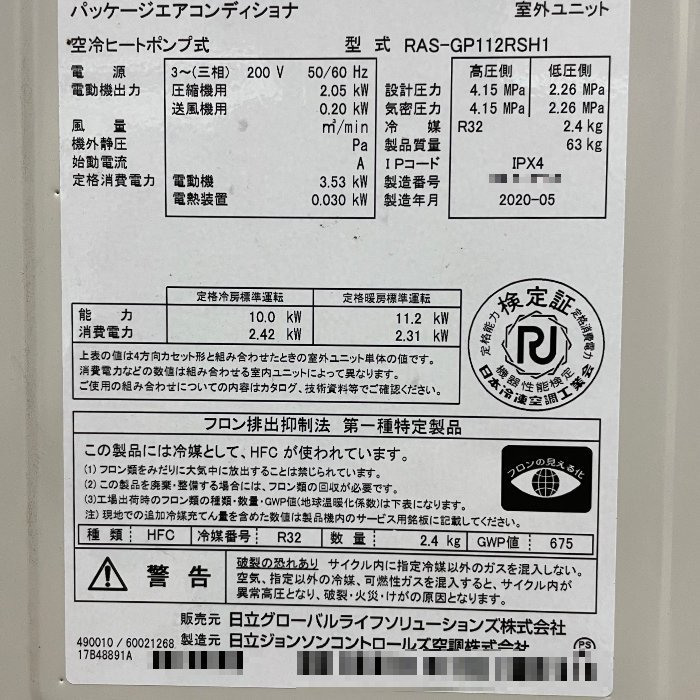 パッケージエアコンディショナ 室外ユニット
空冷ヒートポンプ式 型 式 RAS-GP112RSH1
電 源 3～(三相) 200 V 50/60 Hz
電動機出力 圧縮機用 2.05 kW
送風機用 0.20 kW
風 量 ㎥/min
機外静圧 Pa
始動電流 A
定格消費電力 電動機 3.53 kW
電熱装置 0.030 kW
高圧側 低圧側
設計圧力 4.15 MPa 2.26 MPa
気密圧力 4.15 MPa 2.26 MPa
冷 媒 R32 2.4 kg
製品質量 63 kg
IPコード IPX4
製造番号
製造年月 2020-05
定格冷房標準運転 定格暖房標準運転
能 力 10.0 kW 11.2 kW
消費電力 2.42 kW 2.31 kW
上表の値は4方向カセット形と組み合わせたときの室外ユニット単体の値です。
消費電力などの数値は組み合わせる室内ユニットによって異なります。
ご使用の組み合わせについての内容はカタログ、技術資料等でご確認ください。
検定証
定格能力 定格消費電力
機器性能検定
日本冷凍空調工業会
フロン排出抑制法 第一種特定製品
この製品には冷媒として、HFC が使われています。
(1) フロン類をみだりに大気中に放出することは禁じられています。
(2) この製品を廃棄・整備する場合には、フロン類の回収が必要です。
(3)工場出荷時のフロン類の種類・数量・GWP値(地球温暖化係数)は下表になります。
注) 現地での追加冷媒充てん量を含めた数値は製品機内のサービス用銘板に記載してください。
フロンの見える化
種 類 HFC 冷媒番号 R32 数 量 2.4 kg GWP値 675
警 告
破裂の恐れあり サイクル内に指定冷媒以外のガスを混入しない。
空気、指定以外の冷媒、可燃性ガスを混入すると、サイクル内が
異常高圧となり、破裂・火災・けがの原因となります。
販売元 日立グローバルライフソリューションズ株式会社
490010 / 60021268 製造元 日立ジョンソンコントロールズ空調株式会社
17B48891A
PS